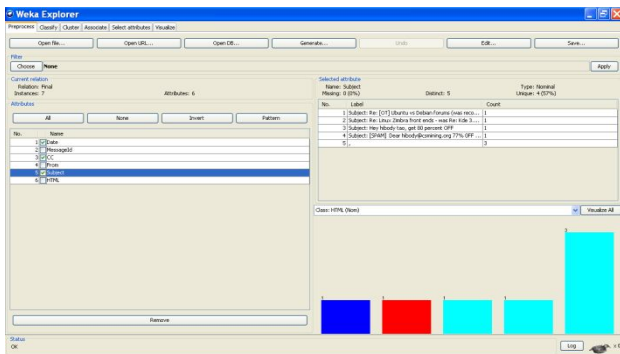 Weka Explorer
Preprocess Classify Cluster Associate Select attributes Visualize
Open file... Open URL... Open DB... Generate... Undo Edit... Save...
Filter
Choose None Apply
Current relation
Relation: Final
Instances: 7 Attributes: 6
Selected attribute
Name: Subject Type: Nominal
Missing: 0 (0%) Distinct: 5 Unique: 4 (57%)
Attributes
All None Invert Pattern
No. Name
1 Date
2 MessageId
3 CC
4 From
5 Subject
6 HTML
Remove
No. Label Count
1 Subject: Re: [OT] Ubuntu vs Debian forums (was reco... 1
2 Subject: Re: Linux Zimbra front ends - was Re: Kde 3.... 1
3 Subject: Hey hibody-tao, get 80 percent OFF 1
4 Subject: [SPAM] Dear hibody@csmining.org 77% OFF ... 1
5 , 3
Class: HTML (Nom) Visualize All
3
1 1 1 1
Status
OK
Log x 0